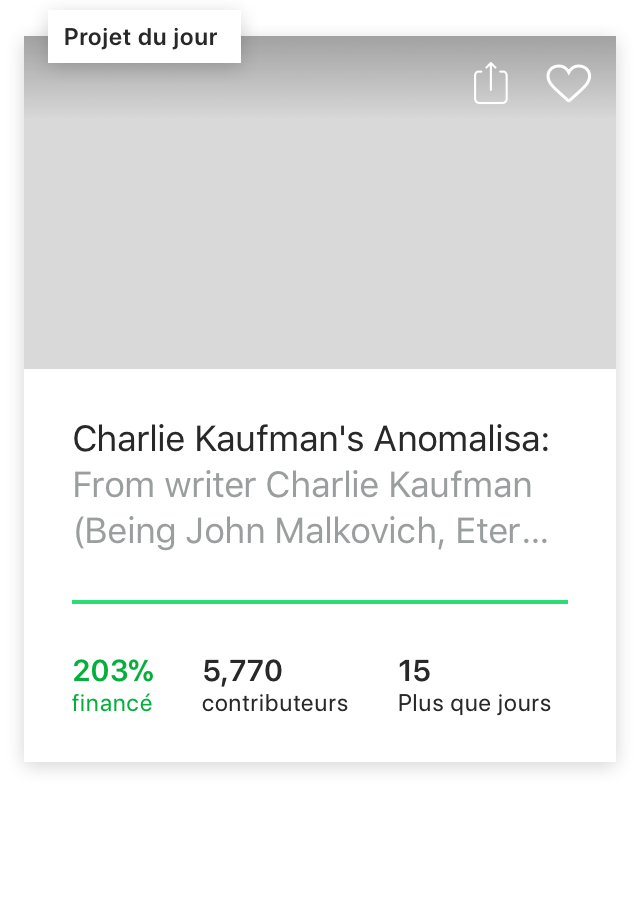 Projet du jour
Charlie Kaufman's Anomalisa:
From writer Charlie Kaufman
(Being John Malkovich, Eter...
203%
financé
5,770
contributeurs
15
Plus que jours